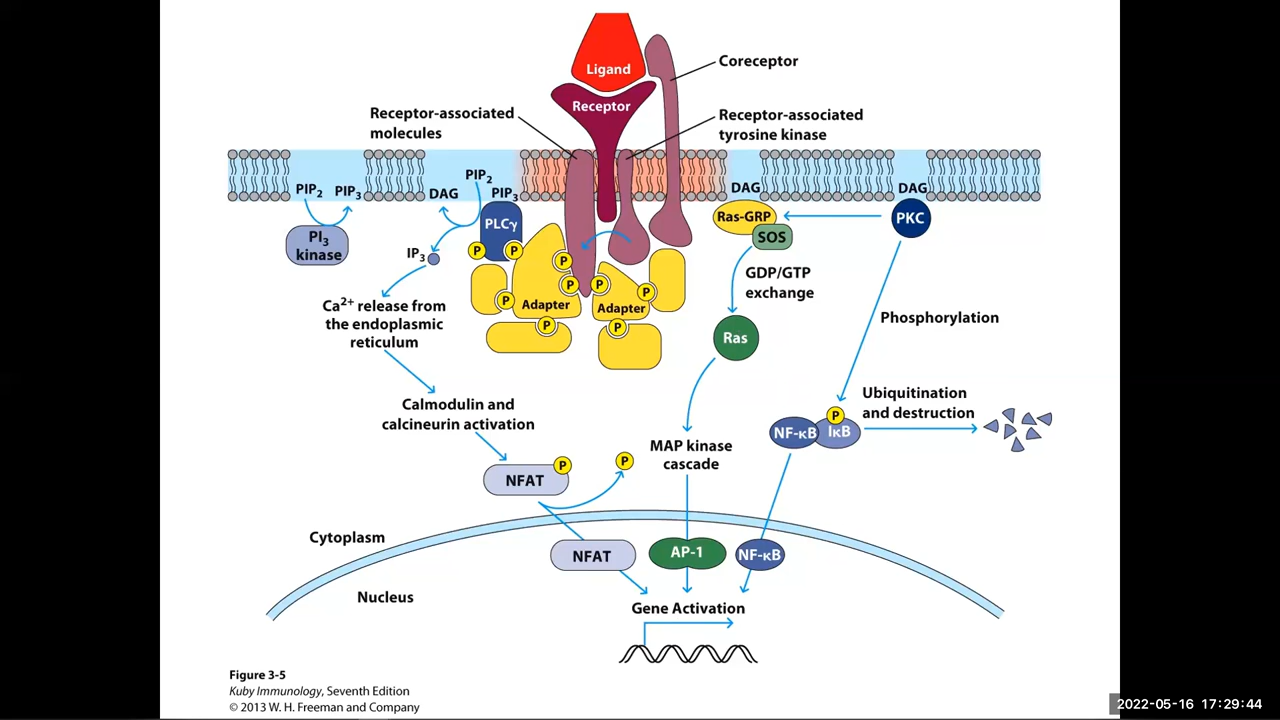 Ligand
Coreceptor
Receptor
Receptor-associated
molecules
Receptor-associated
tyrosine kinase
PIP2
PIP3
DAG
PIP2
PIP3
DAG
DAG
PI3
kinase
PLCγ
Ras-GRP
SOS
PKC
IP3
P
P
P
P
P
P
P
P
P
Adapter
Adapter
GDP/GTP
exchange
Ca2+ release from
the endoplasmic
reticulum
Ras
Phosphorylation
Calmodulin and
calcineurin activation
Ubiquitination
and destruction
P
NF-κB
IκB
MAP kinase
cascade
NFAT
P
P
Cytoplasm
NFAT
AP-1
NF-κB
Nucleus
Gene Activation
Figure 3-5
Kuby Immunology, Seventh Edition
© 2013 W. H. Freeman and Company
2022-05-16 17:29:44